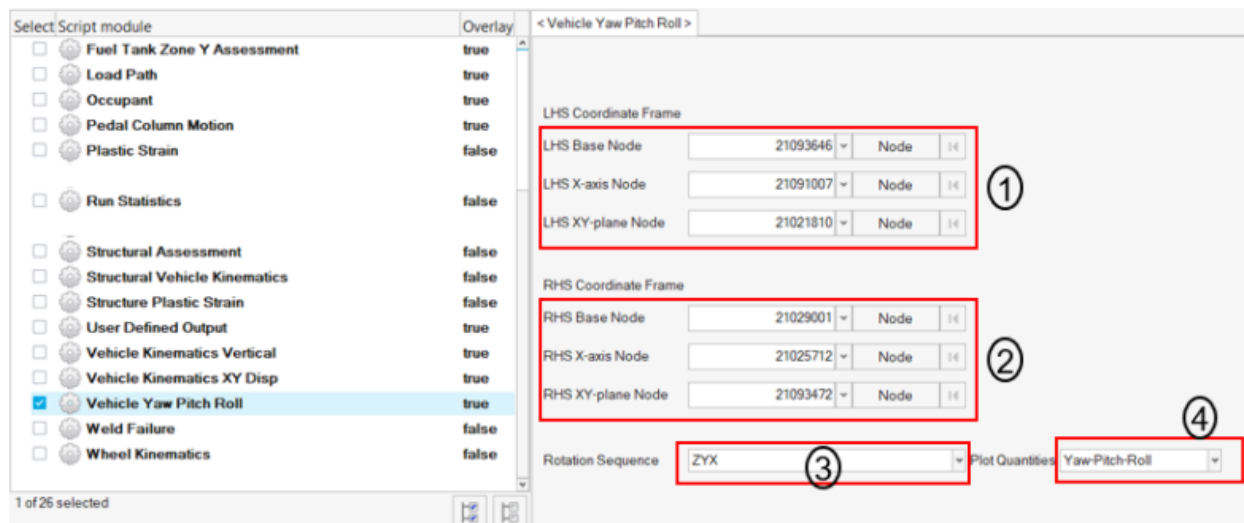 Select Script module Overlay
Fuel Tank Zone Y Assessment true
Load Path true
Occupant true
Pedal Column Motion true
Plastic Strain false
Run Statistics false
Structural Assessment false
Structural Vehicle Kinematics false
Structure Plastic Strain false
User Defined Output true
Vehicle Kinematics Vertical true
Vehicle Kinematics XY Disp true
Vehicle Yaw Pitch Roll true
Weld Failure false
Wheel Kinematics false
1 of 26 selected
< Vehicle Yaw Pitch Roll >
LHS Coordinate Frame
LHS Base Node 21093646 Node
LHS X-axis Node 21091007 Node
LHS XY-plane Node 21021810 Node
1
RHS Coordinate Frame
RHS Base Node 21029001 Node
RHS X-axis Node 21025712 Node
RHS XY-plane Node 21093472 Node
2
Rotation Sequence ZYX 3 Plot Quantities Yaw-Pitch-Roll
4